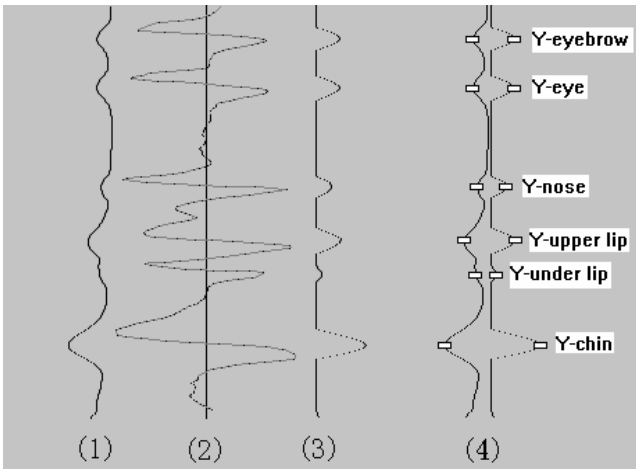 Y-eyebrow
Y-eye
Y-nose
Y-upper lip
Y-under lip
Y-chin
(1) (2) (3) (4)